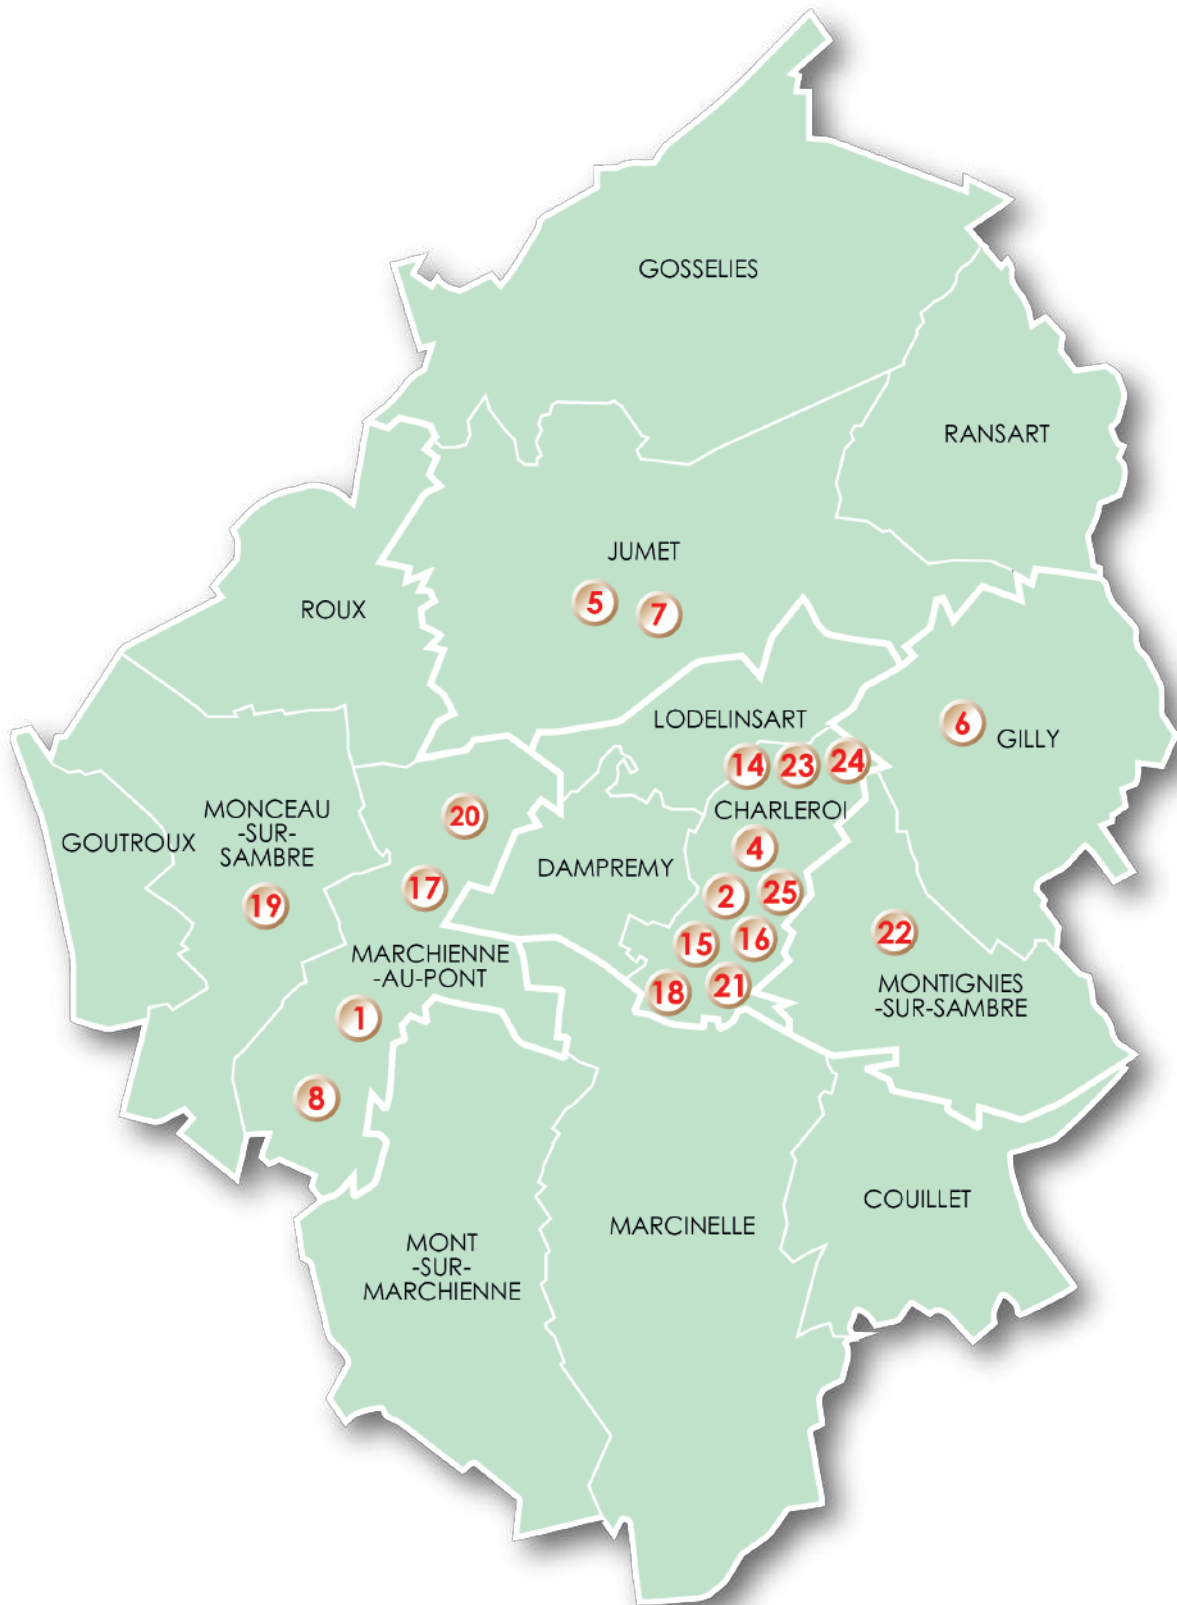 GOSSELIES
RANSART
JUMET
5
7
ROUX
LODELINSART
6
GILLY
14
23
24
MONCEAU
-SUR-
SAMBRE
20
CHARLEROI
GOUTROUX
4
DAMPREMY
17
2
25
19
15
16
22
MARCHIENNE
-AU-PONT
18
21
MONTIGNIES
-SUR-SAMBRE
1
8
COUILLET
MARCINELLE
MONT
-SUR-
MARCHIENNE